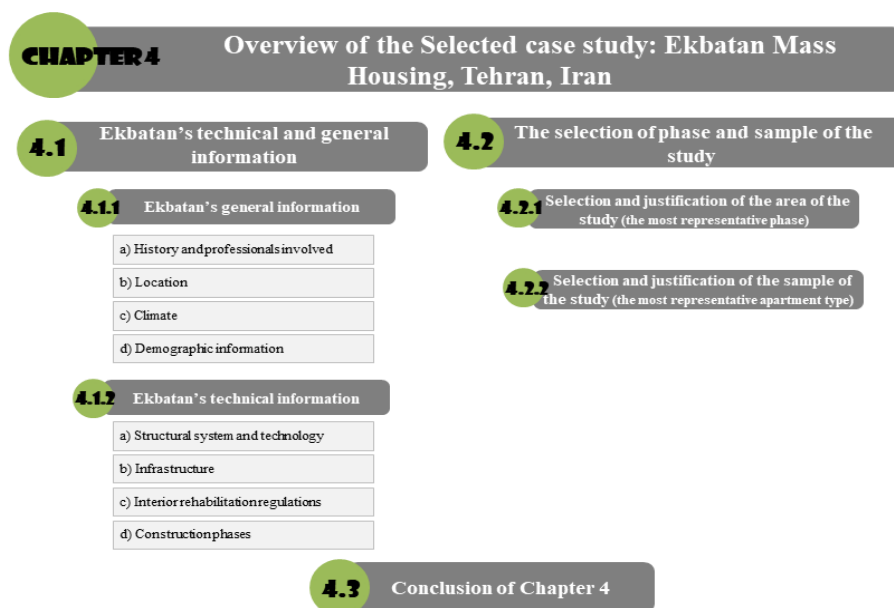 CHAPTER 4
Overview of the Selected case study: Ekbatan Mass
Housing, Tehran, Iran
4.1
Ekbatan's technical and general
information
4.1.1
Ekbatan's general information
a) History and professionals involved
b) Location
c) Climate
d) Demographic information
4.1.2
Ekbatan's technical information
a) Structural system and technology
b) Infrastructure
c) Interior rehabilitation regulations
d) Construction phases
4.2
The selection of phase and sample of the
study
4.2.1
Selection and justification of the area of the
study (the most representative phase)
4.2.2
Selection and justification of the sample of
the study (the most representative apartment type)
4.3
Conclusion of Chapter 4